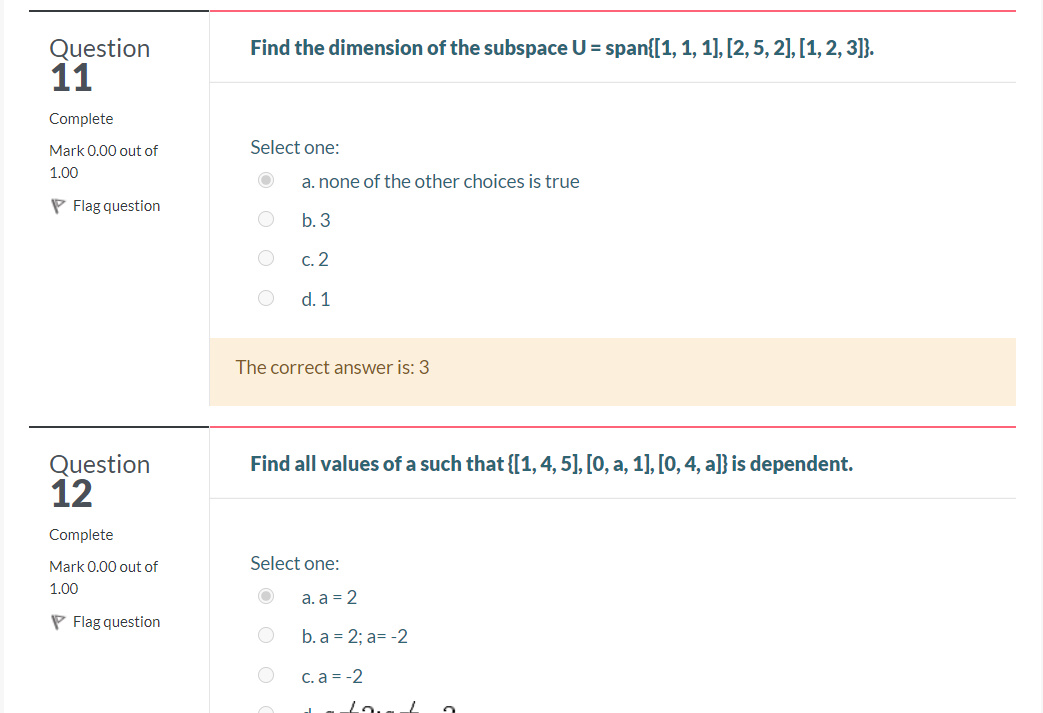 Question
11
Complete
Mark 0.00 out of
1.00
Flag question
Find the dimension of the subspace U = span{[1, 1, 1], [2, 5, 2], [1, 2, 3]}.
Select one:
a. none of the other choices is true
b. 3
c. 2
d. 1
The correct answer is: 3
Question
12
Complete
Mark 0.00 out of
1.00
Flag question
Find all values of a such that {[1, 4, 5], [0, a, 1], [0, 4, a]} is dependent.
Select one:
a. a = 2
b. a = 2; a= -2
c. a = -2